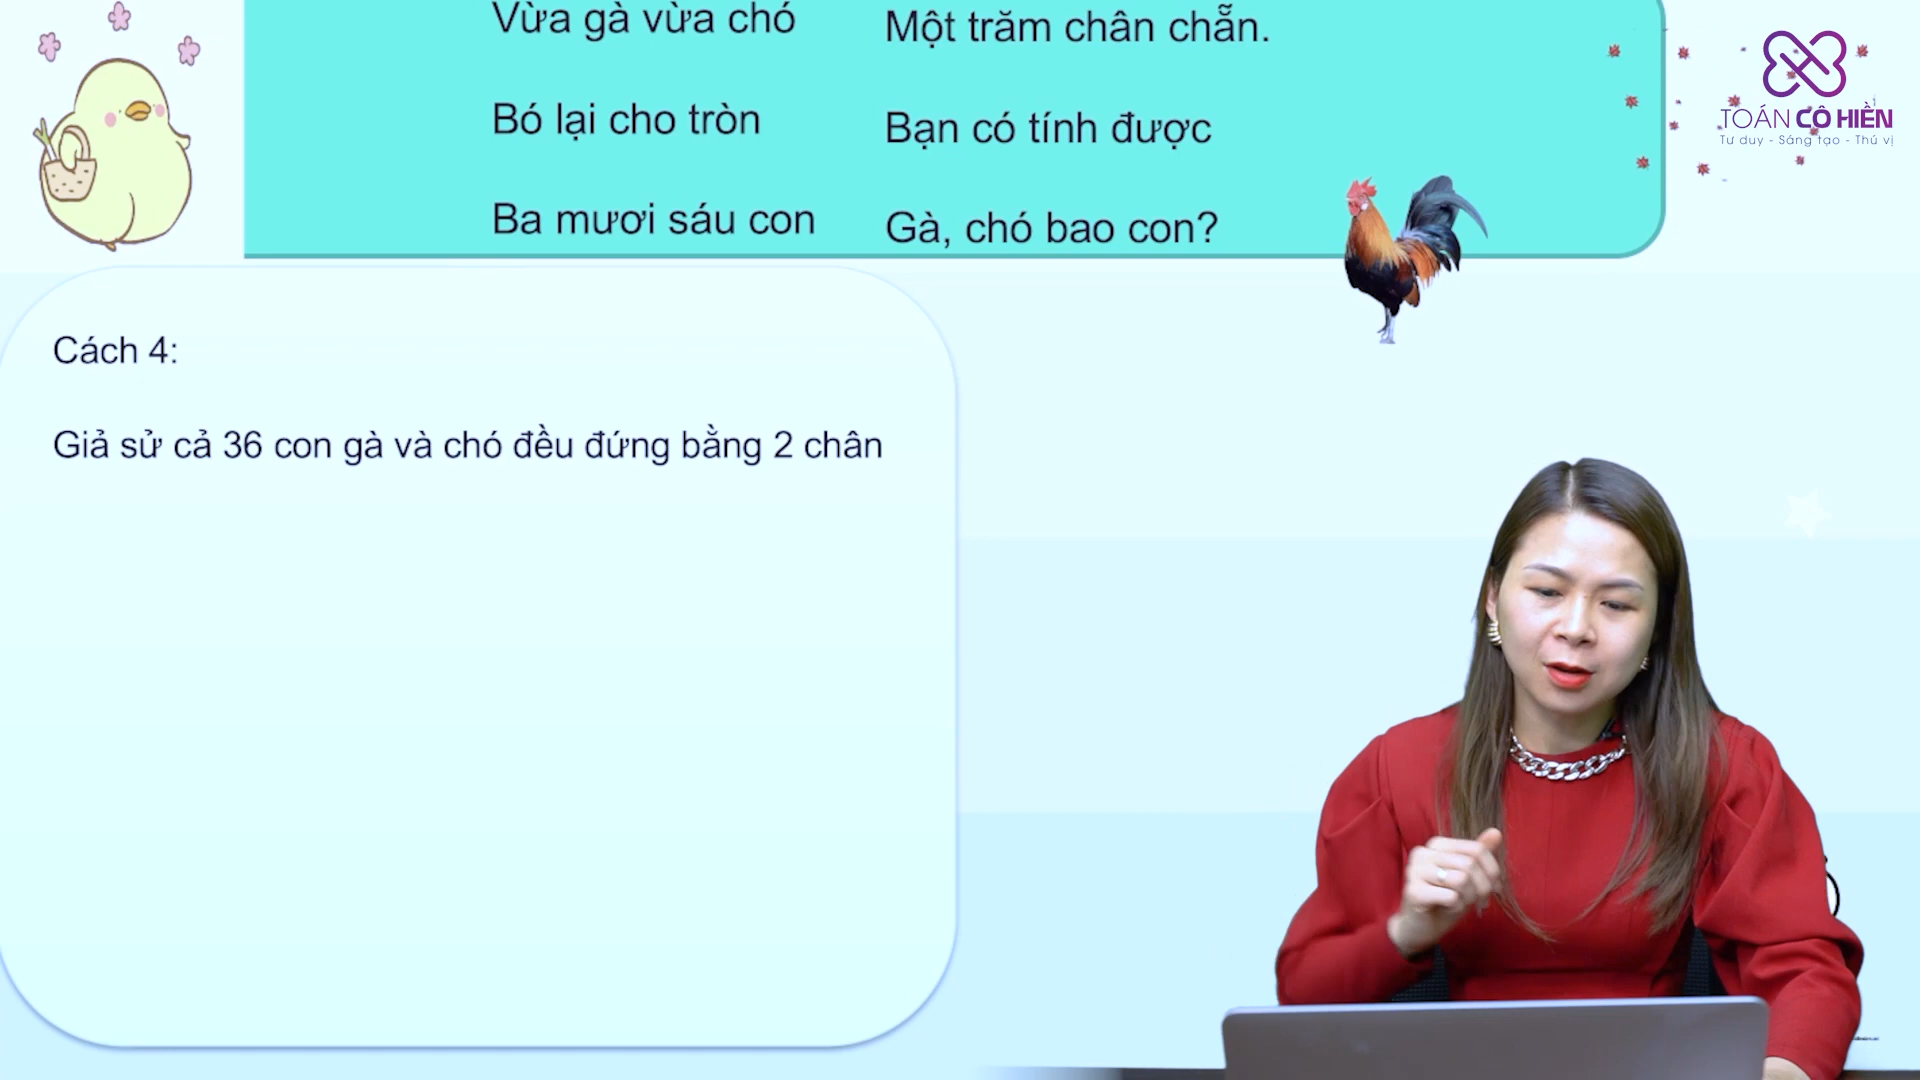 Vừa gà vừa chó
Bó lại cho tròn
Ba mươi sáu con
Một trăm chân chẵn.
Bạn có tính được
Gà, chó bao con?
TOÁN CÔ HIỀN
Tư duy - Sáng tạo - Thú vị
Cách 4:
Giả sử cả 36 con gà và chó đều đứng bằng 2 chân